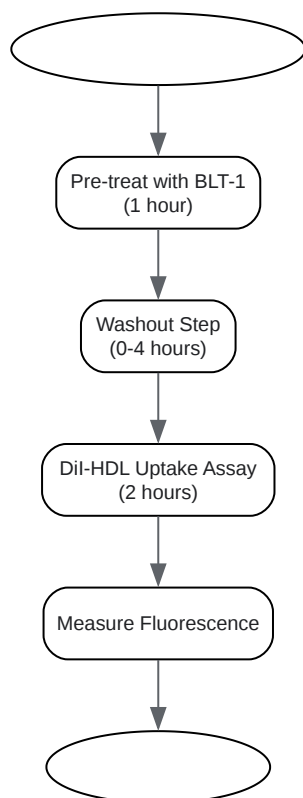 Pre-treat with BLT-1
(1 hour)
Washout Step
(0-4 hours)
DiI-HDL Uptake Assay
(2 hours)
Measure Fluorescence